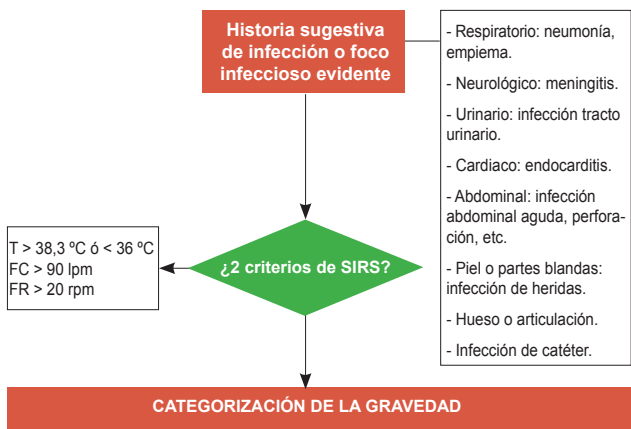 Historia sugestiva
de infección o foco
infeccioso evidente
- Respiratorio: neumonía,
empiema.
- Neurológico: meningitis.
- Urinario: infección tracto
urinario.
- Cardiaco: endocarditis.
- Abdominal: infección
abdominal aguda, perfora-
ción, etc.
- Piel o partes blandas:
infección de heridas.
- Hueso o articulación.
- Infección de catéter.
¿2 criterios de SIRS?
T > 38,3 ºC ó < 36 ºC
FC > 90 lpm
FR > 20 rpm
CATEGORIZACIÓN DE LA GRAVEDAD